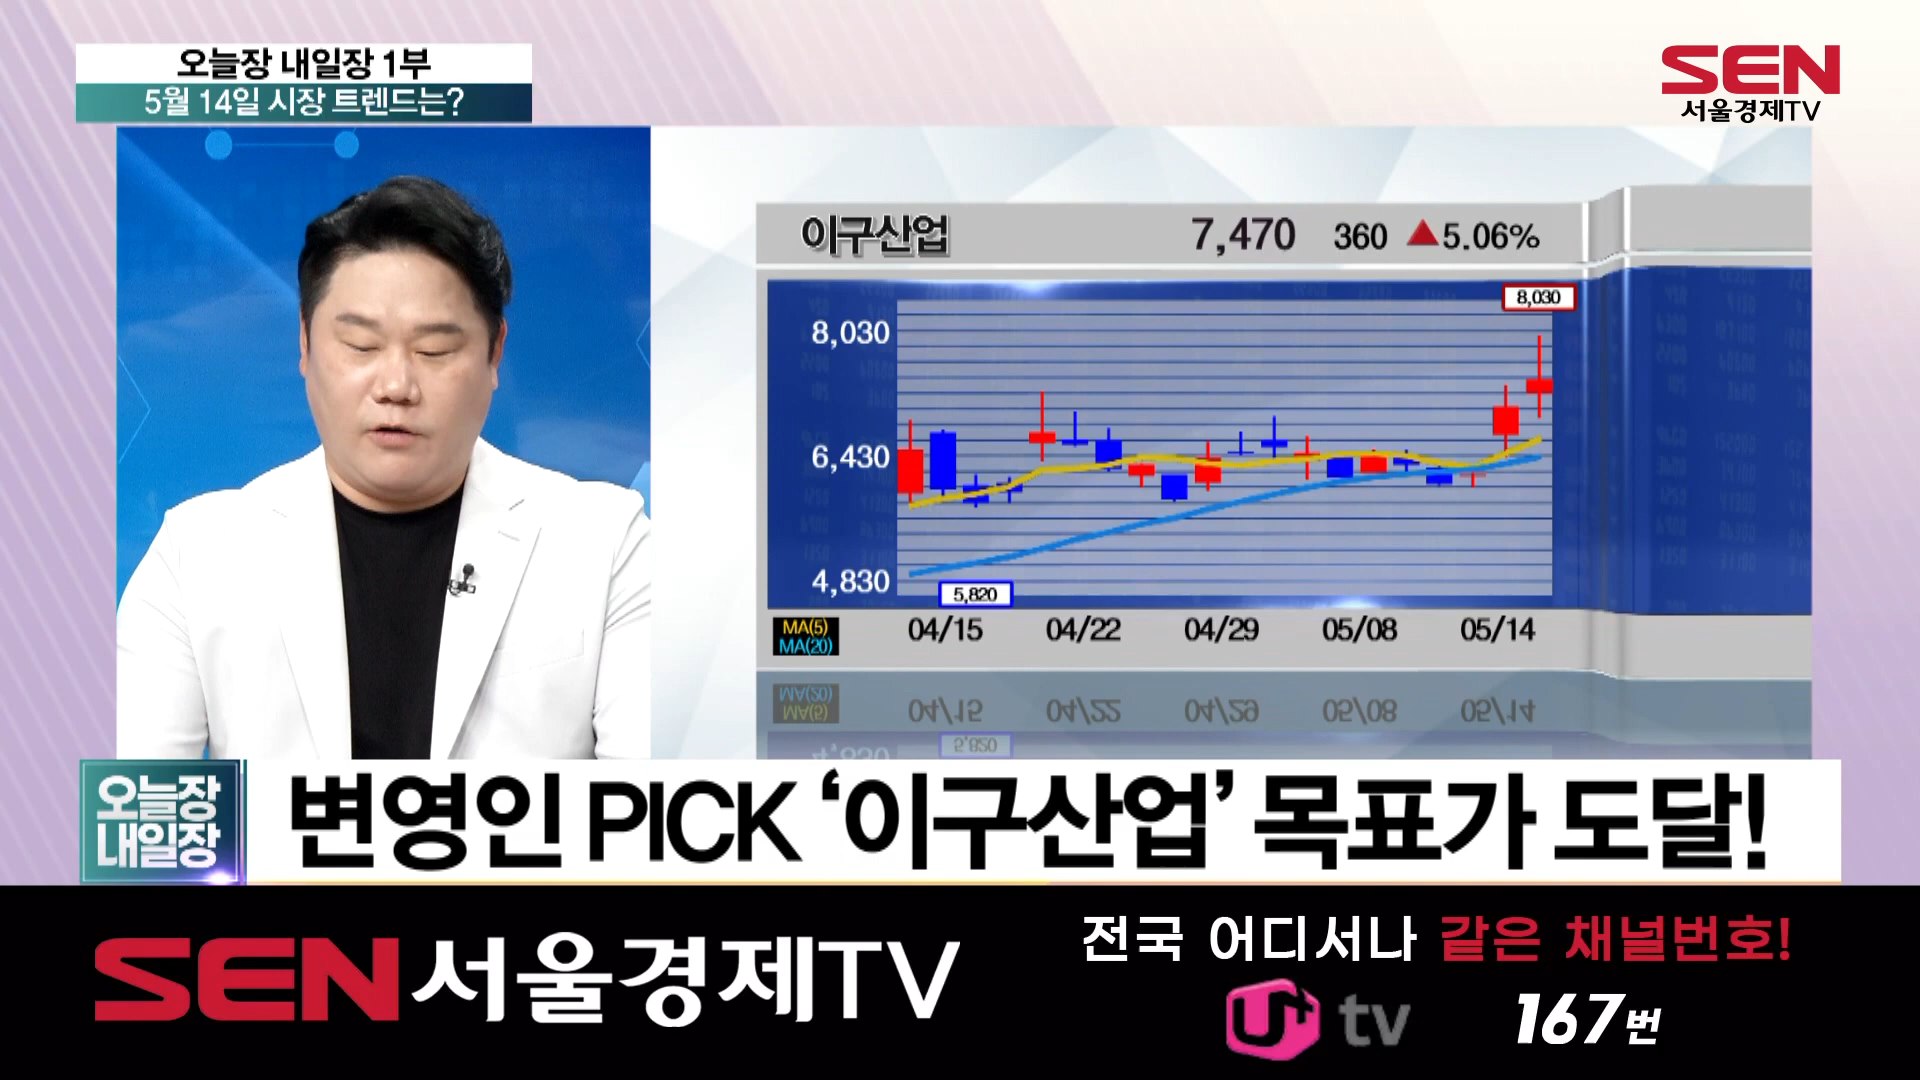 오늘장 내일장 1부
5월 14일 시장 트렌드는?
SEN
서울경제TV
이구산업 7,470 360 ▲5.06%
8,030
8,030
6,430
4,830
5,820
MA(5)
MA(20)
04/15 04/22 04/29 05/08 05/14
오늘장
내일장
변영인 PICK ‘이구산업’ 목표가 도달!
SEN서울경제TV
전국 어디서나 같은 채널번호!
U+ tv 167번